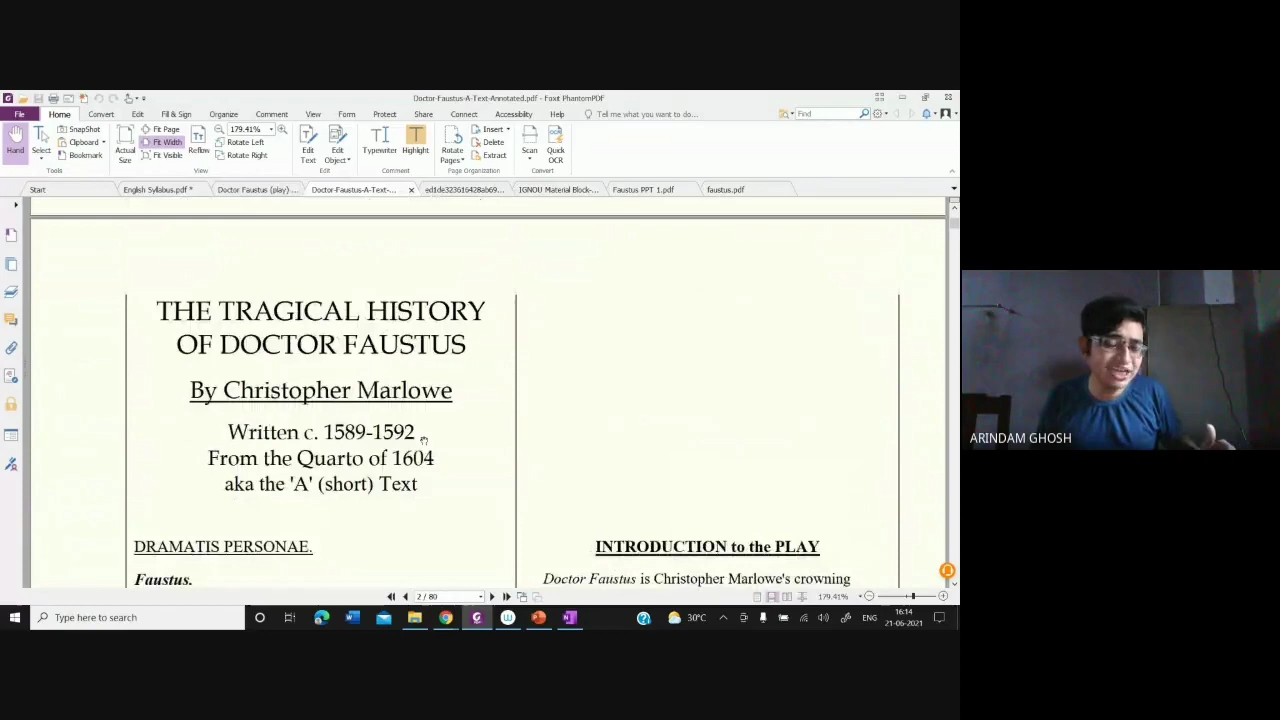 Doctor-Faustus-A-Text-Annotated.pdf - Foxit PhantomPDF
File Home Convert Edit Fill & Sign Organize Comment View Form Protect Share Connect Accessibility Help Tell me what you want to do... Find
Hand
Select
SnapShot
Clipboard
Bookmark
Tools
Actual Size
Fit Page
Fit Width
Fit Visible
Reflow
179.41%
Rotate Left
Rotate Right
View
Edit Text
Edit Object
Edit
Typewriter
Highlight
Comment
Rotate Pages
Insert
Delete
Extract
Page Organization
Scan
Quick OCR
Convert
Start English Syllabus.pdf * Doctor Faustus (play)... Doctor-Faustus-A-Text-... ed1de323616428ab69... IGNOU Material Block-... Faustus PPT 1.pdf faustus.pdf
THE TRAGICAL HISTORY
OF DOCTOR FAUSTUS
By Christopher Marlowe
Written c. 1589-1592
From the Quarto of 1604
aka the 'A' (short) Text
DRAMATIS PERSONAE.
Faustus.
INTRODUCTION to the PLAY
Doctor Faustus is Christopher Marlowe's crowning
ARINDAM GHOSH
2 / 80
179.41%
Type here to search
30°C
ENG
16:14
21-06-2021